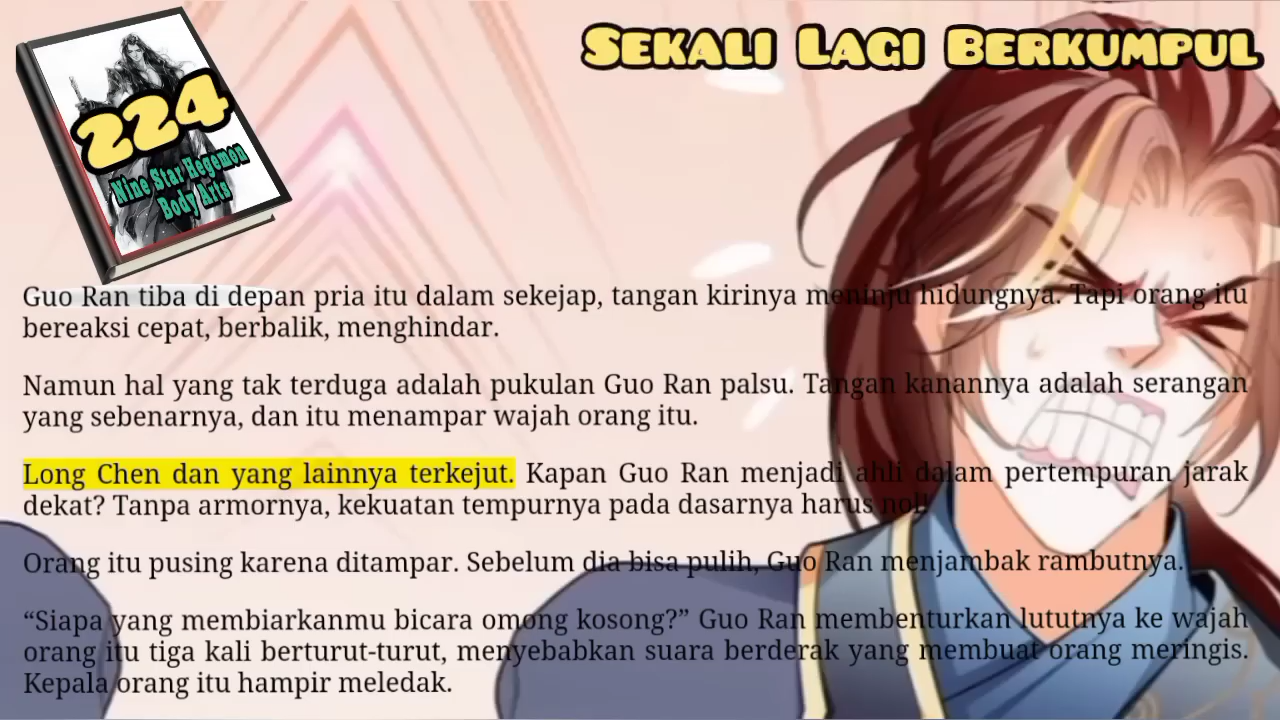 Sekali Lagi Berkumpul
224
Nine Star Hegemon
Body Arts
Guo Ran tiba di depan pria itu dalam sekejap, tangan kirinya meninju hidungnya. Tapi orang itu
bereaksi cepat, berbalik, menghindar.
Namun hal yang tak terduga adalah pukulan Guo Ran palsu. Tangan kanannya adalah serangan
yang sebenarnya, dan itu menampar wajah orang itu.
Long Chen dan yang lainnya terkejut. Kapan Guo Ran menjadi ahli dalam pertempuran jarak
dekat? Tanpa armornya, kekuatan tempurnya pada dasarnya harus nol!
Orang itu pusing karena ditampar. Sebelum dia bisa pulih, Guo Ran menjambak rambutnya.
“Siapa yang membiarkanmu bicara omong kosong?” Guo Ran membenturkan lututnya ke wajah
orang itu tiga kali berturut-turut, menyebabkan suara berderak yang membuat orang meringis.
Kepala orang itu hampir meledak.